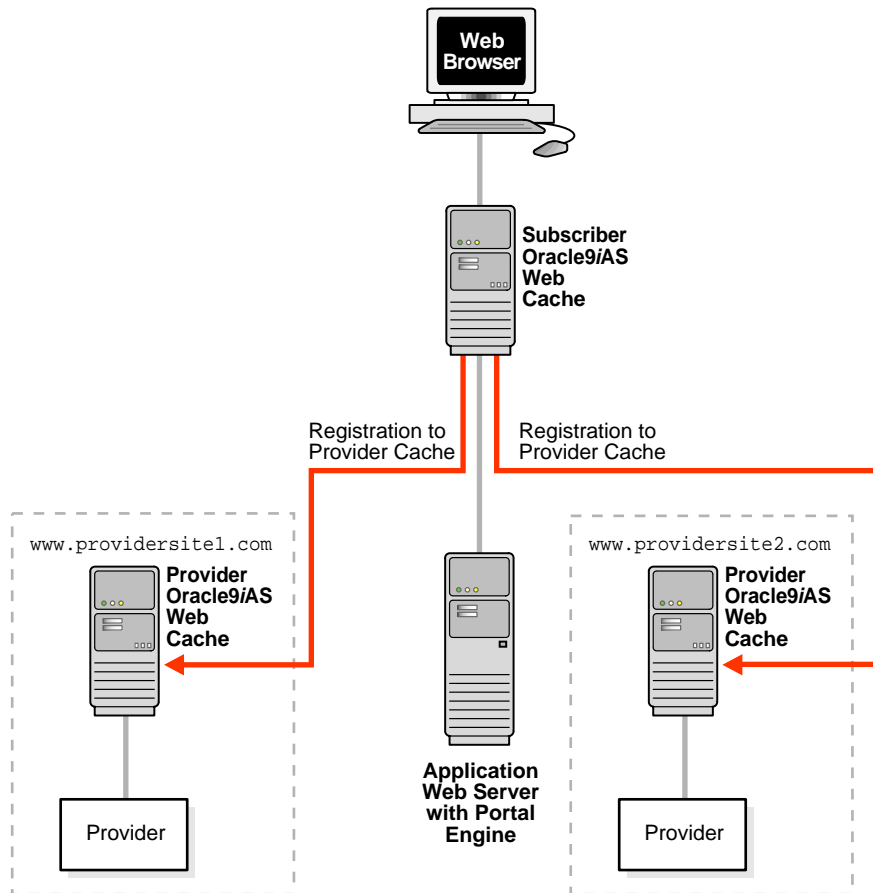 Web
Browser
Subscriber
Oracle9iAS
Web
Cache
Registration to
Provider Cache
Registration to
Provider Cache
www.providersite1.com
Provider
Oracle9iAS
Web
Cache
Provider
Application
Web Server
with Portal
Engine
www.providersite2.com
Provider
Oracle9iAS
Web
Cache
Provider